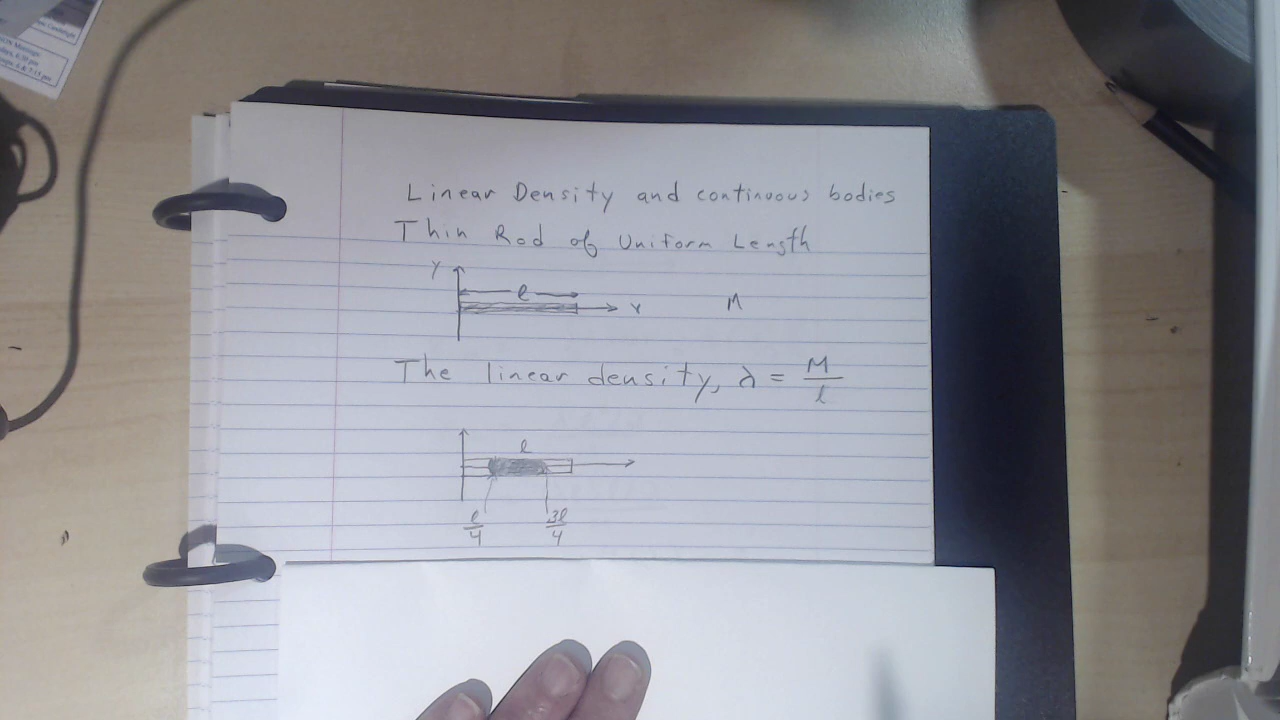 Linear Density and continuous bodies
Thin Rod of Uniform Length
y
l
x
M
The linear density, λ = M/l
l
l/4 3l/4